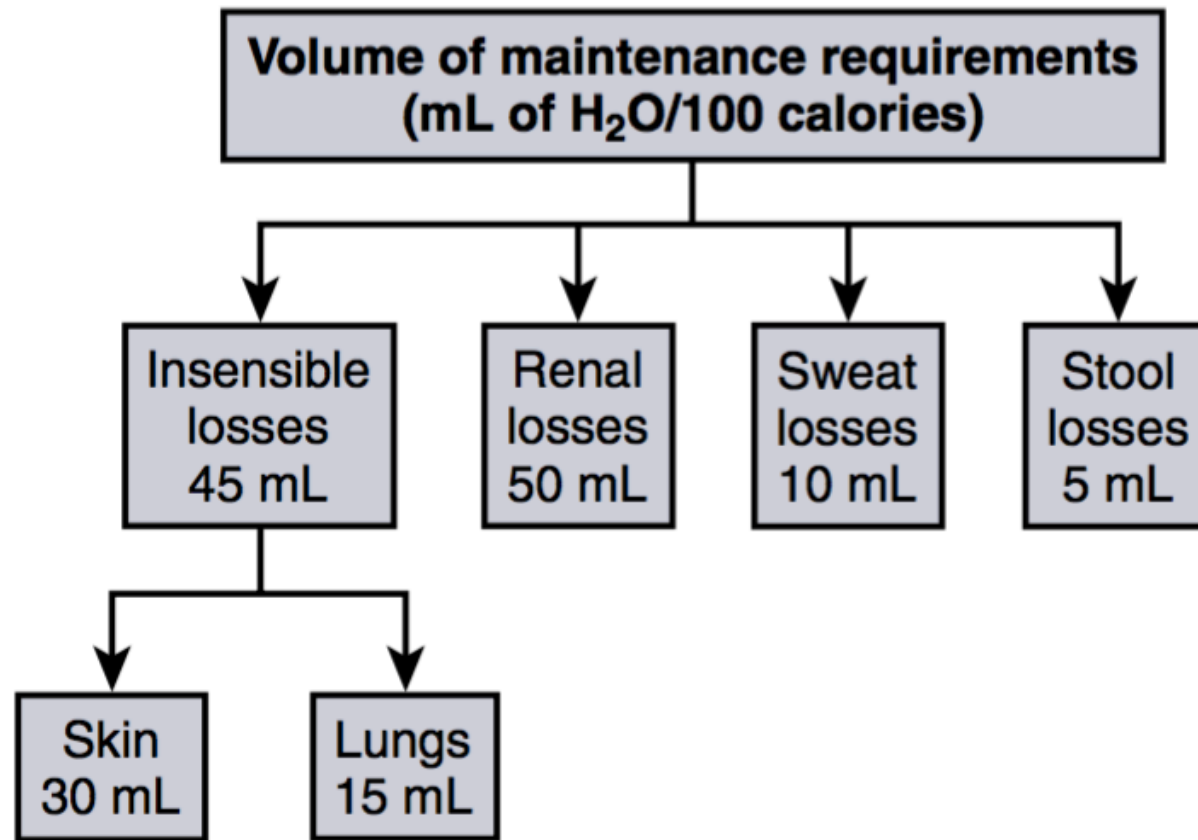 Volume of maintenance requirements
(mL of H₂O/100 calories)
Insensible
losses
45 mL
Renal
losses
50 mL
Sweat
losses
10 mL
Stool
losses
5 mL
Skin
30 mL
Lungs
15 mL